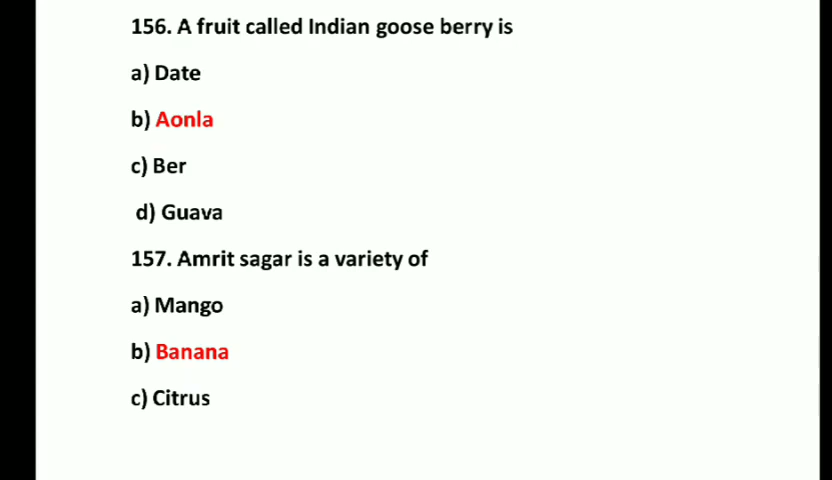 156. A fruit called Indian goose berry is
a) Date
b) Aonla
c) Ber
d) Guava
157. Amrit sagar is a variety of
a) Mango
b) Banana
c) Citrus